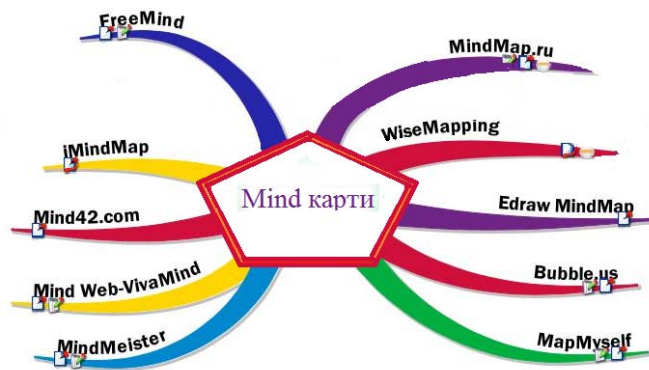 FreeMind
MindMap.ru
iMindMap
WiseMapping
Mind карти
Mind42.com
Edraw MindMap
Mind Web-VivaMind
Bubble.us
MindMeister
MapMyself